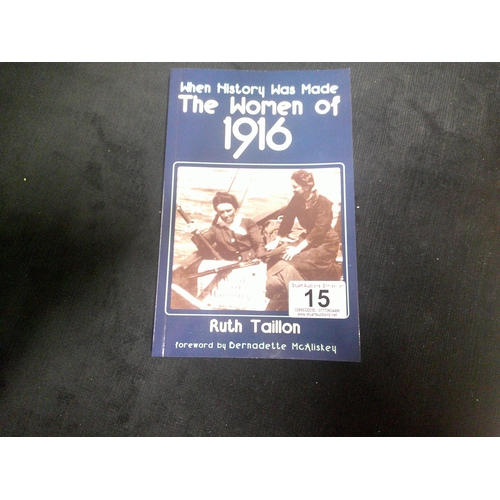 When History Was Made
The Women of
1916
15
Ruth Taillon
foreword by Bernadette McAliskey